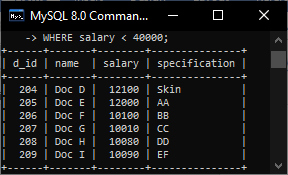 MySQL 8.0 Comman...
-> WHERE salary < 40000;
+------+-------+--------+---------------+
| d_id | name | salary | specification |
+------+-------+--------+---------------+
| 204 | Doc D | 12100 | Skin |
| 205 | Doc E | 12000 | AA |
| 206 | Doc F | 10100 | BB |
| 207 | Doc G | 10010 | CC |
| 208 | Doc H | 10080 | DD |
| 209 | Doc I | 10090 | EF |
+------+-------+--------+---------------+